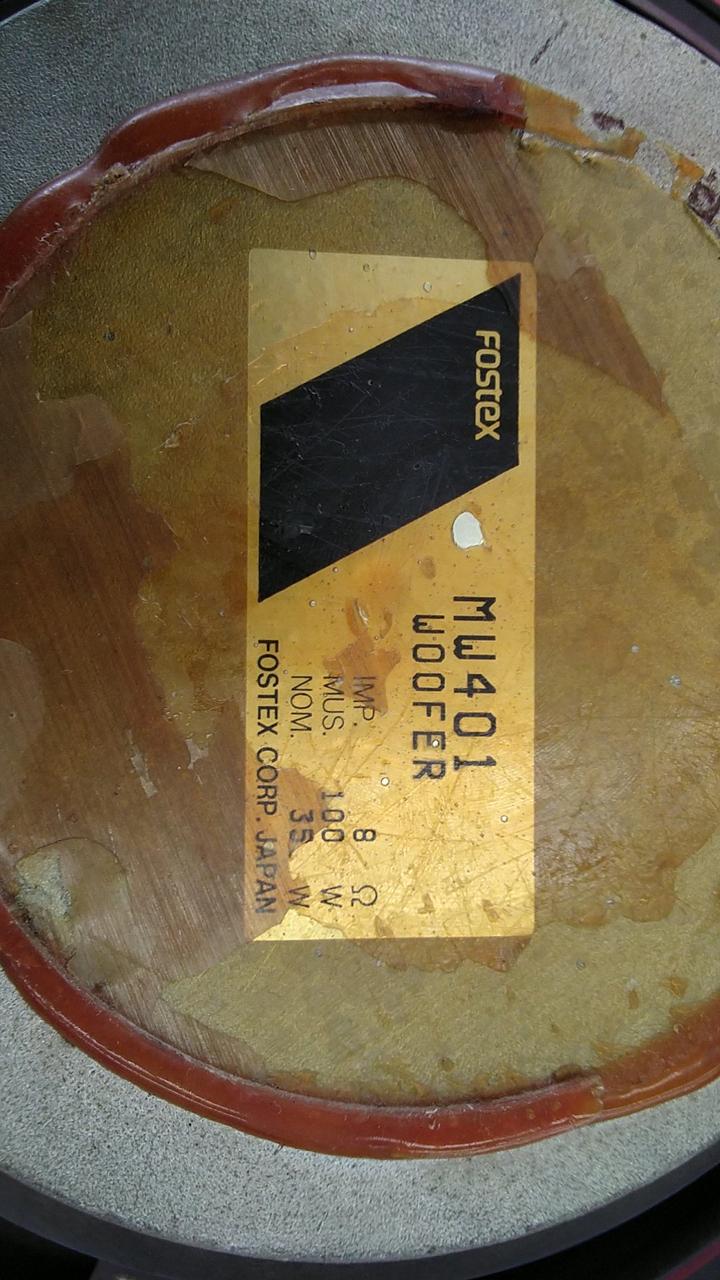 FOSTEX
MW401
WOOFER
IMP. 8 Ω
MUS. 100 W
NOM. 35 W
FOSTEX CORP. JAPAN